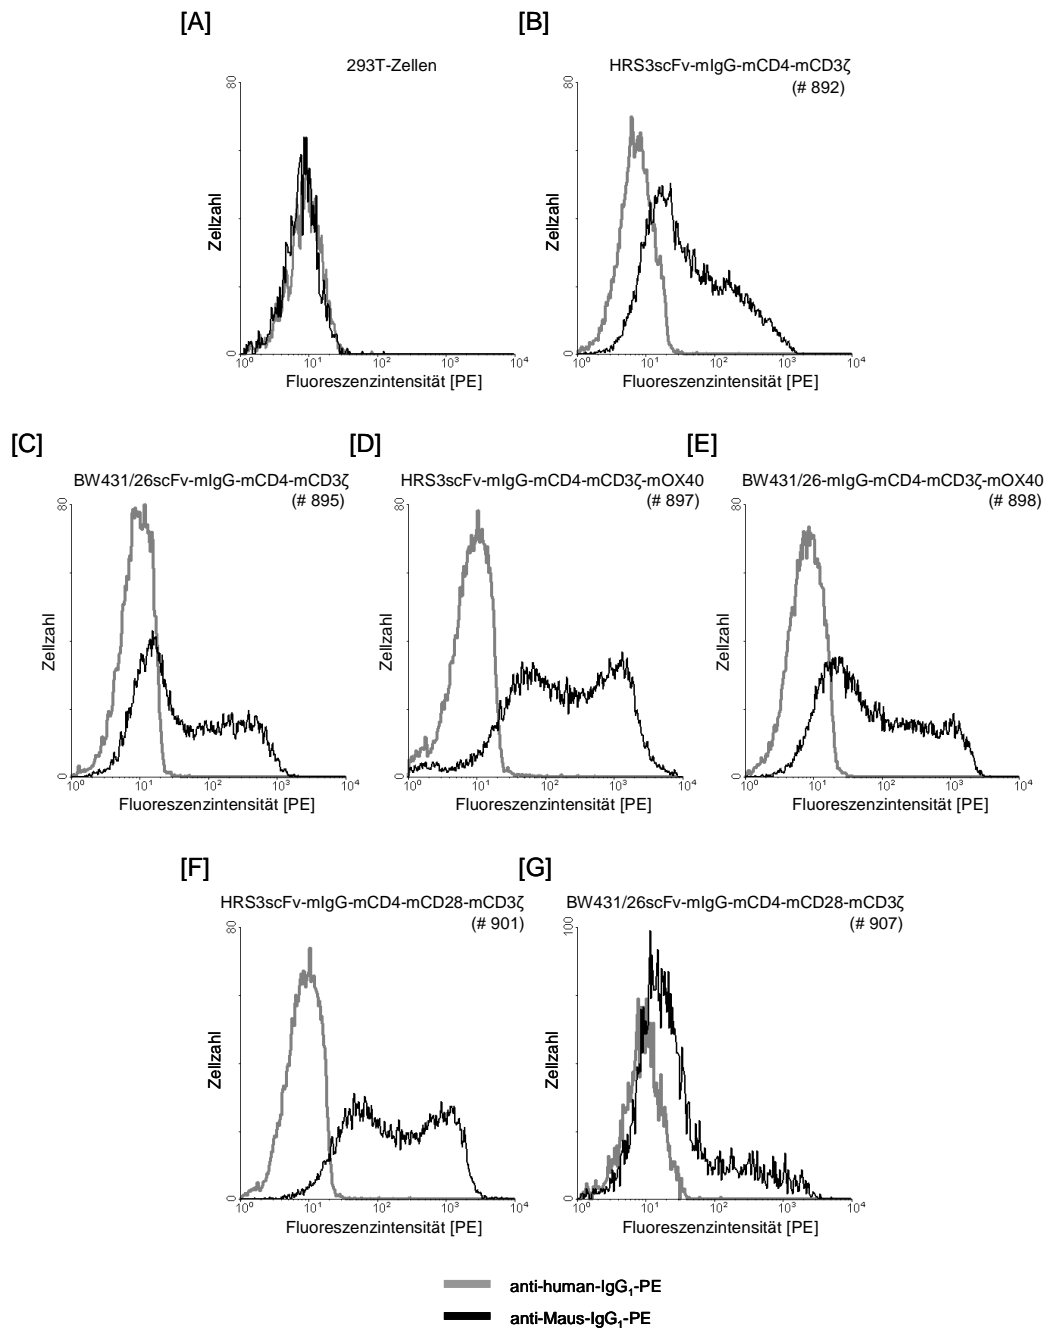 [A]
293T-Zellen
80
Zellzahl
0
10⁰ 10¹ 10² 10³ 10⁴
Fluoreszenzintensität [PE]
[B]
HRS3scFv-mIgG-mCD4-mCD3ζ
(# 892)
80
Zellzahl
0
10⁰ 10¹ 10² 10³ 10⁴
Fluoreszenzintensität [PE]
[C]
BW431/26scFv-mIgG-mCD4-mCD3ζ
(# 895)
80
Zellzahl
0
10⁰ 10¹ 10² 10³ 10⁴
Fluoreszenzintensität [PE]
[D]
HRS3scFv-mIgG-mCD4-mCD3ζ-mOX40
(# 897)
80
Zellzahl
0
10⁰ 10¹ 10² 10³ 10⁴
Fluoreszenzintensität [PE]
[E]
BW431/26-mIgG-mCD4-mCD3ζ-mOX40
(# 898)
80
Zellzahl
0
10⁰ 10¹ 10² 10³ 10⁴
Fluoreszenzintensität [PE]
[F]
HRS3scFv-mIgG-mCD4-mCD28-mCD3ζ
(# 901)
80
Zellzahl
0
10⁰ 10¹ 10² 10³ 10⁴
Fluoreszenzintensität [PE]
[G]
BW431/26scFv-mIgG-mCD4-mCD28-mCD3ζ
(# 907)
100
Zellzahl
0
10⁰ 10¹ 10² 10³ 10⁴
Fluoreszenzintensität [PE]
anti-human-IgG₁-PE
anti-Maus-IgG₁-PE